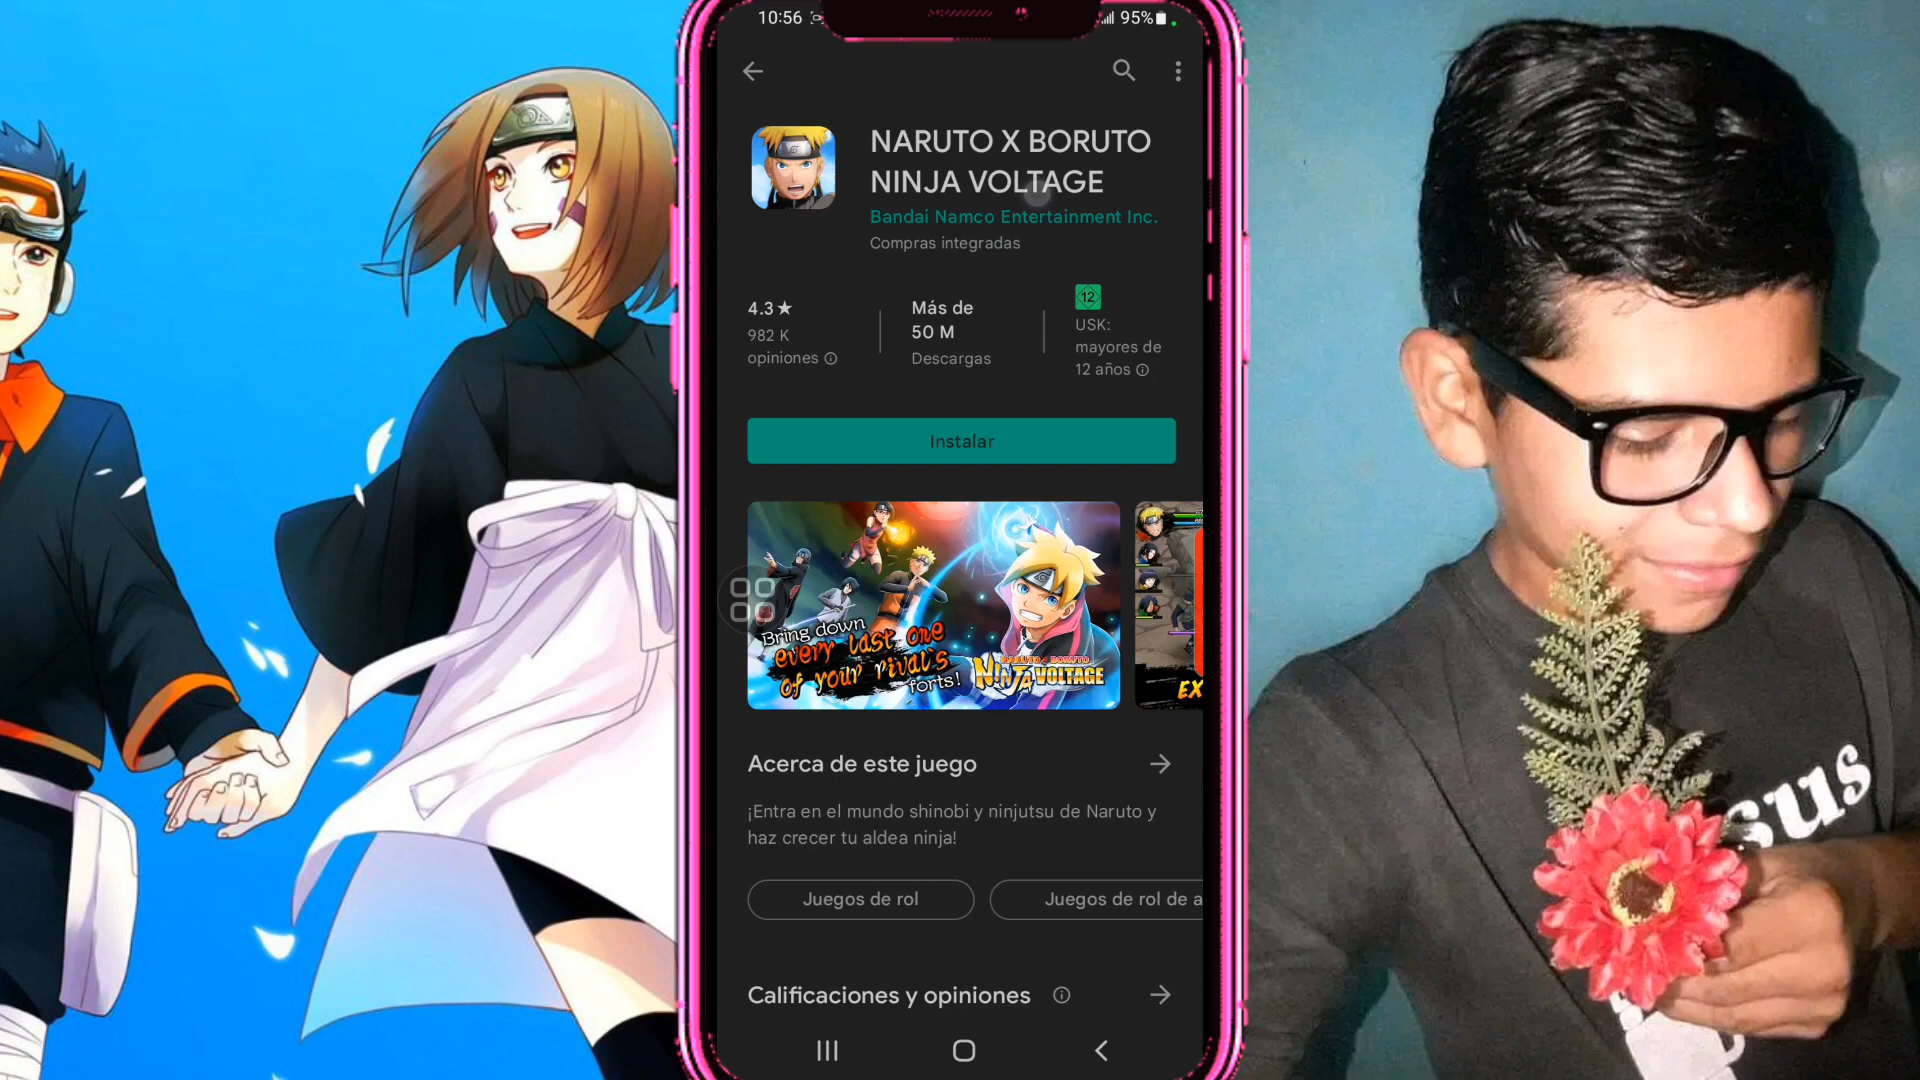 10:56
95%
NARUTO X BORUTO
NINJA VOLTAGE
Bandai Namco Entertainment Inc.
Compras integradas
4.3★
982 K
opiniones
Más de
50 M
Descargas
12
USK:
mayores de
12 años
Instalar
Bring down
every last one
of your rival's
forts!
NARUTO X BORUTO
NINJA VOLTAGE
EX
Acerca de este juego
¡Entra en el mundo shinobi y ninjutsu de Naruto y
haz crecer tu aldea ninja!
Juegos de rol
Juegos de rol de a
Calificaciones y opiniones
sus